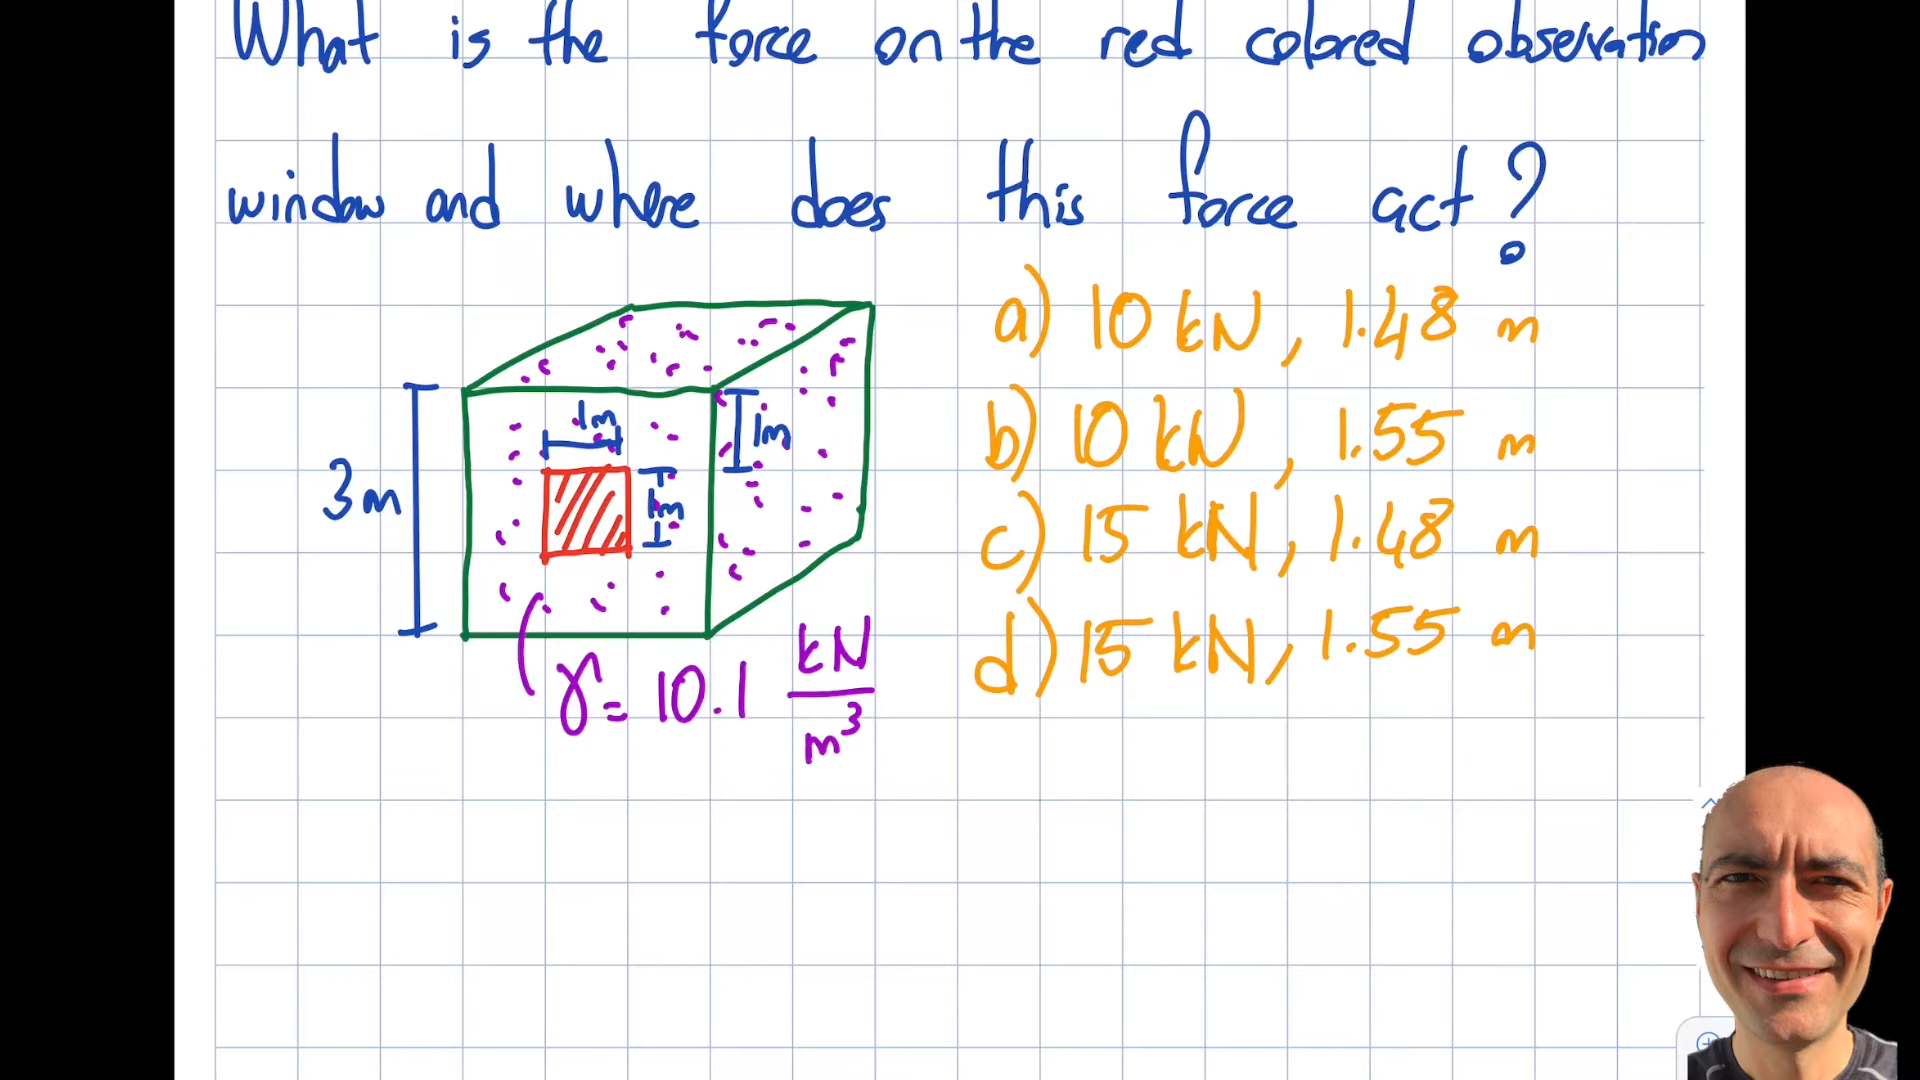 What is the force on the red colored observation
window and where does this force act?
a) 10 kN, 1.48 m
1m
1m
b) 10 kN, 1.55 m
3m
1m
c) 15 kN, 1.48 m
d) 15 kN, 1.55 m
γ = 10.1 kN/m³